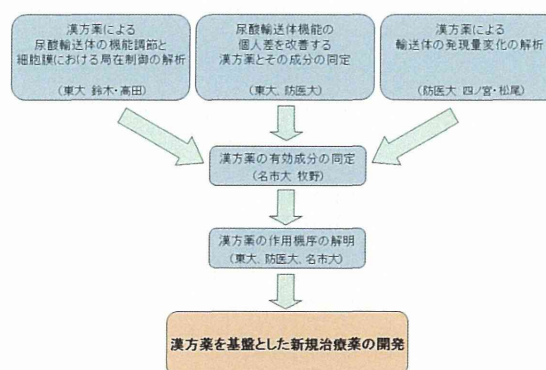 漢方薬による
尿酸輸送体の機能調節と
細胞膜における局在制御の解析
(東大 鈴木・高田)
尿酸輸送体機能の
個人差を改善する
漢方薬とその成分の同定
(東大、防医大)
漢方薬による
輸送体の発現量変化の解析
(防医大 四ノ宮・松尾)
漢方薬の有効成分の同定
(名市大 牧野)
漢方薬の作用機序の解明
(東大、防医大、名市大)
漢方薬を基盤とした新規治療薬の開発